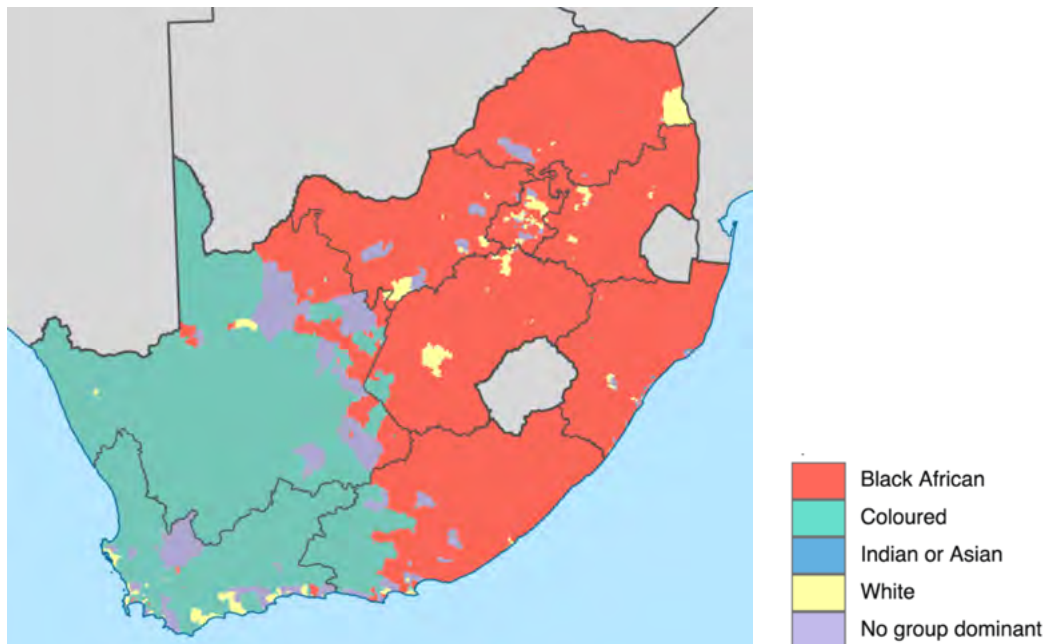 Black African
Coloured
Indian or Asian
White
No group dominant